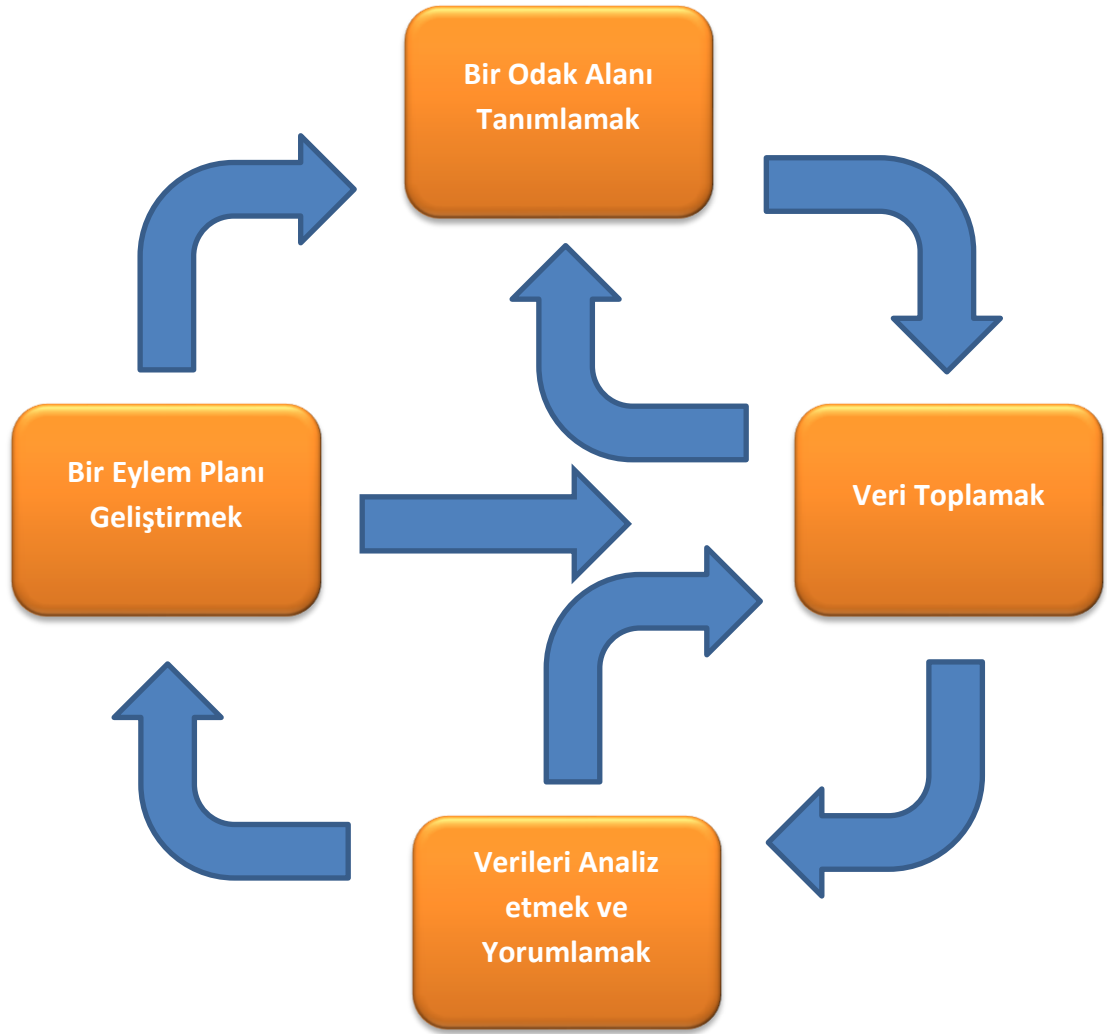 Bir Odak Alanı
Tanımlamak
Bir Eylem Planı
Geliştirmek
Veri Toplamak
Verileri Analiz
etmek ve
Yorumlamak